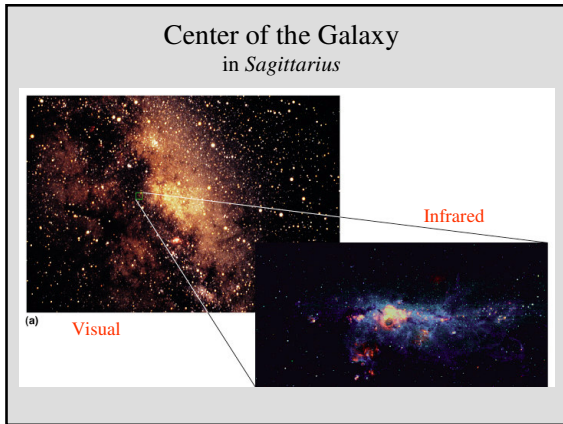 Center of the Galaxy
in Sagittarius
Infrared
(a)
Visual